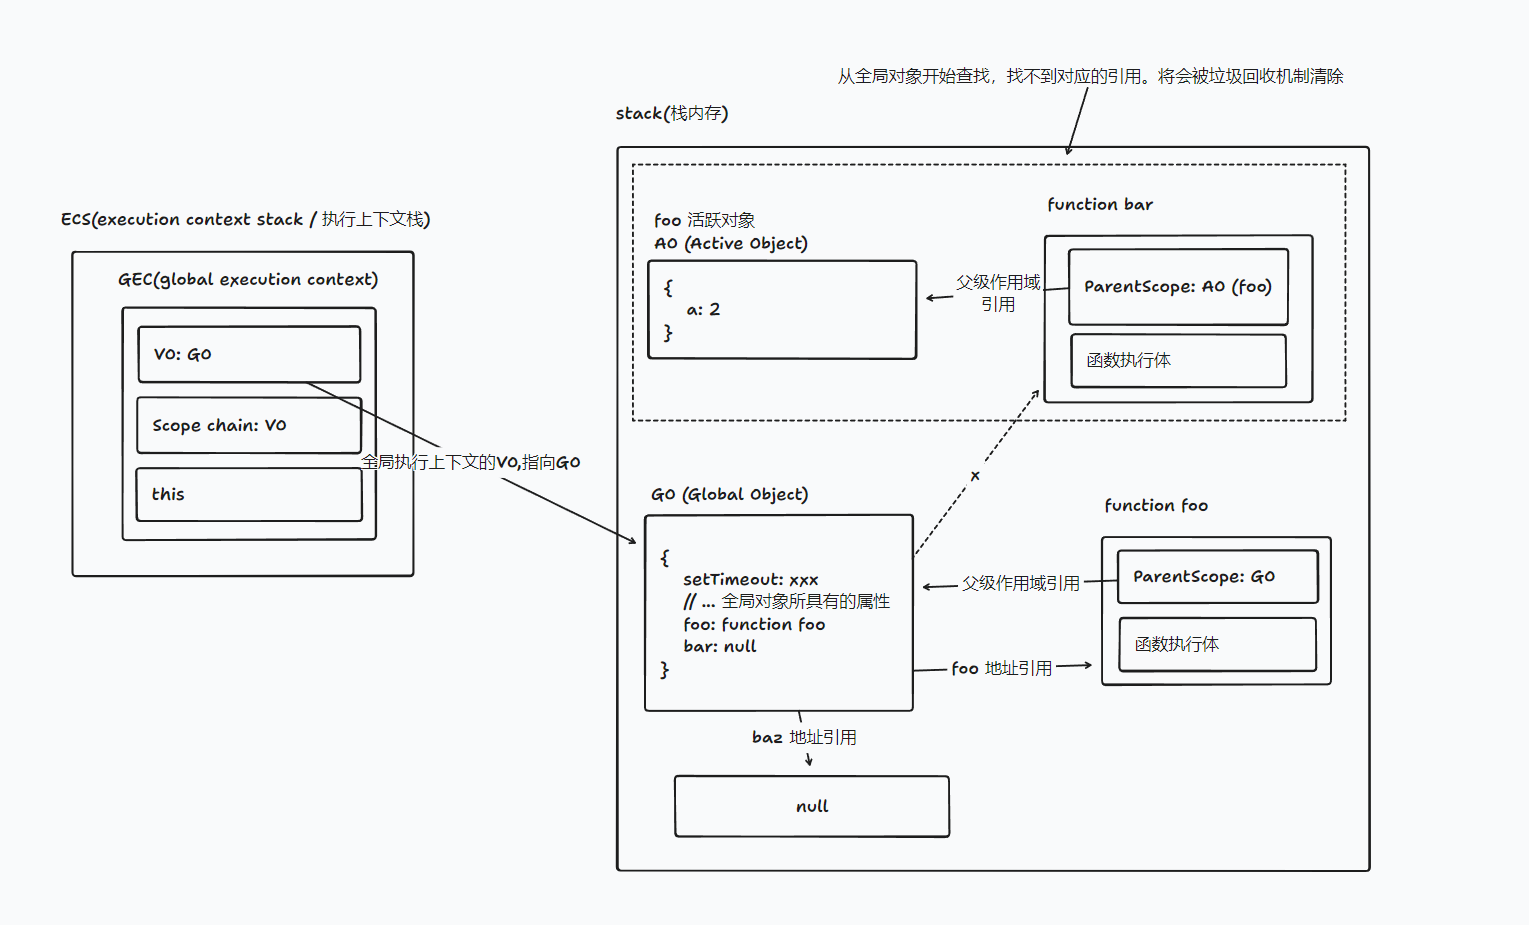 从全局对象开始查找，找不到对应的引用。将会被垃圾回收机制清除
stack(栈内存)
ECS(execution context stack / 执行上下文栈)
GEC(global execution context)
VO: GO
Scope chain: VO
this
全局执行上下文的VO,指向GO
foo 活跃对象
AO (Active Object)
{
a: 2
}
父级作用域
引用
function bar
ParentScope: AO (foo)
函数执行体
x
GO (Global Object)
{
setTimeout: xxx
// ... 全局对象所具有的属性
foo: function foo
bar: null
}
父级作用域引用
foo 地址引用
function foo
ParentScope: GO
函数执行体
baz 地址引用
null